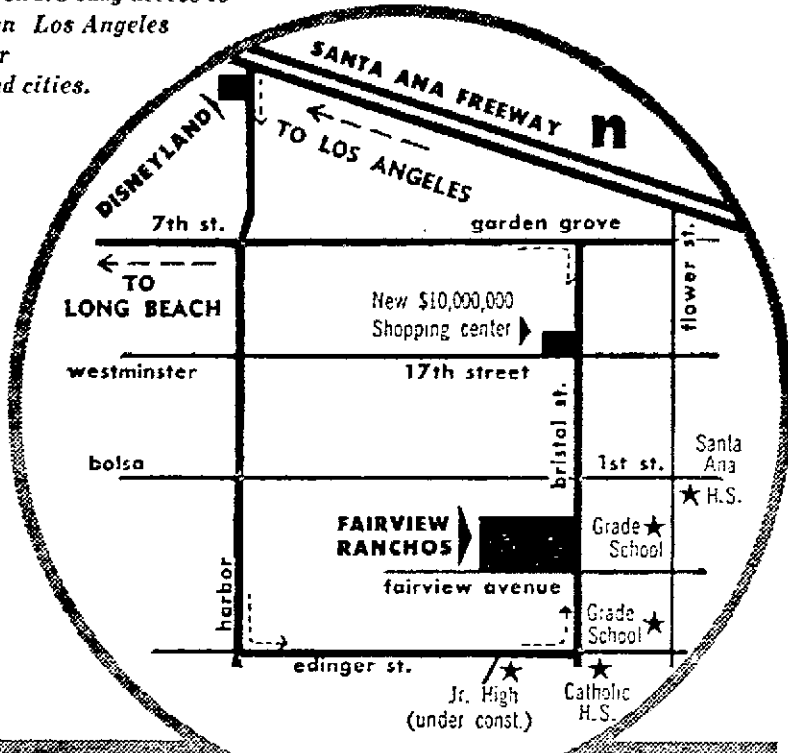 n Los Angeles
r
ed cities.
SANTA ANA FREEWAY
n
TO LOS ANGELES
DISNEYLAND
7th st.
garden grove
flower st.
TO
LONG BEACH
New $10,000,000
Shopping center
westminster
17th street
bristol st.
bolsa
1st st.
Santa
Ana
H.S.
FAIRVIEW
RANCHOS
Grade
School
fairview avenue
harbor
Grade
School
edinger st.
Jr. High
(under const.)
Catholic
H.S.